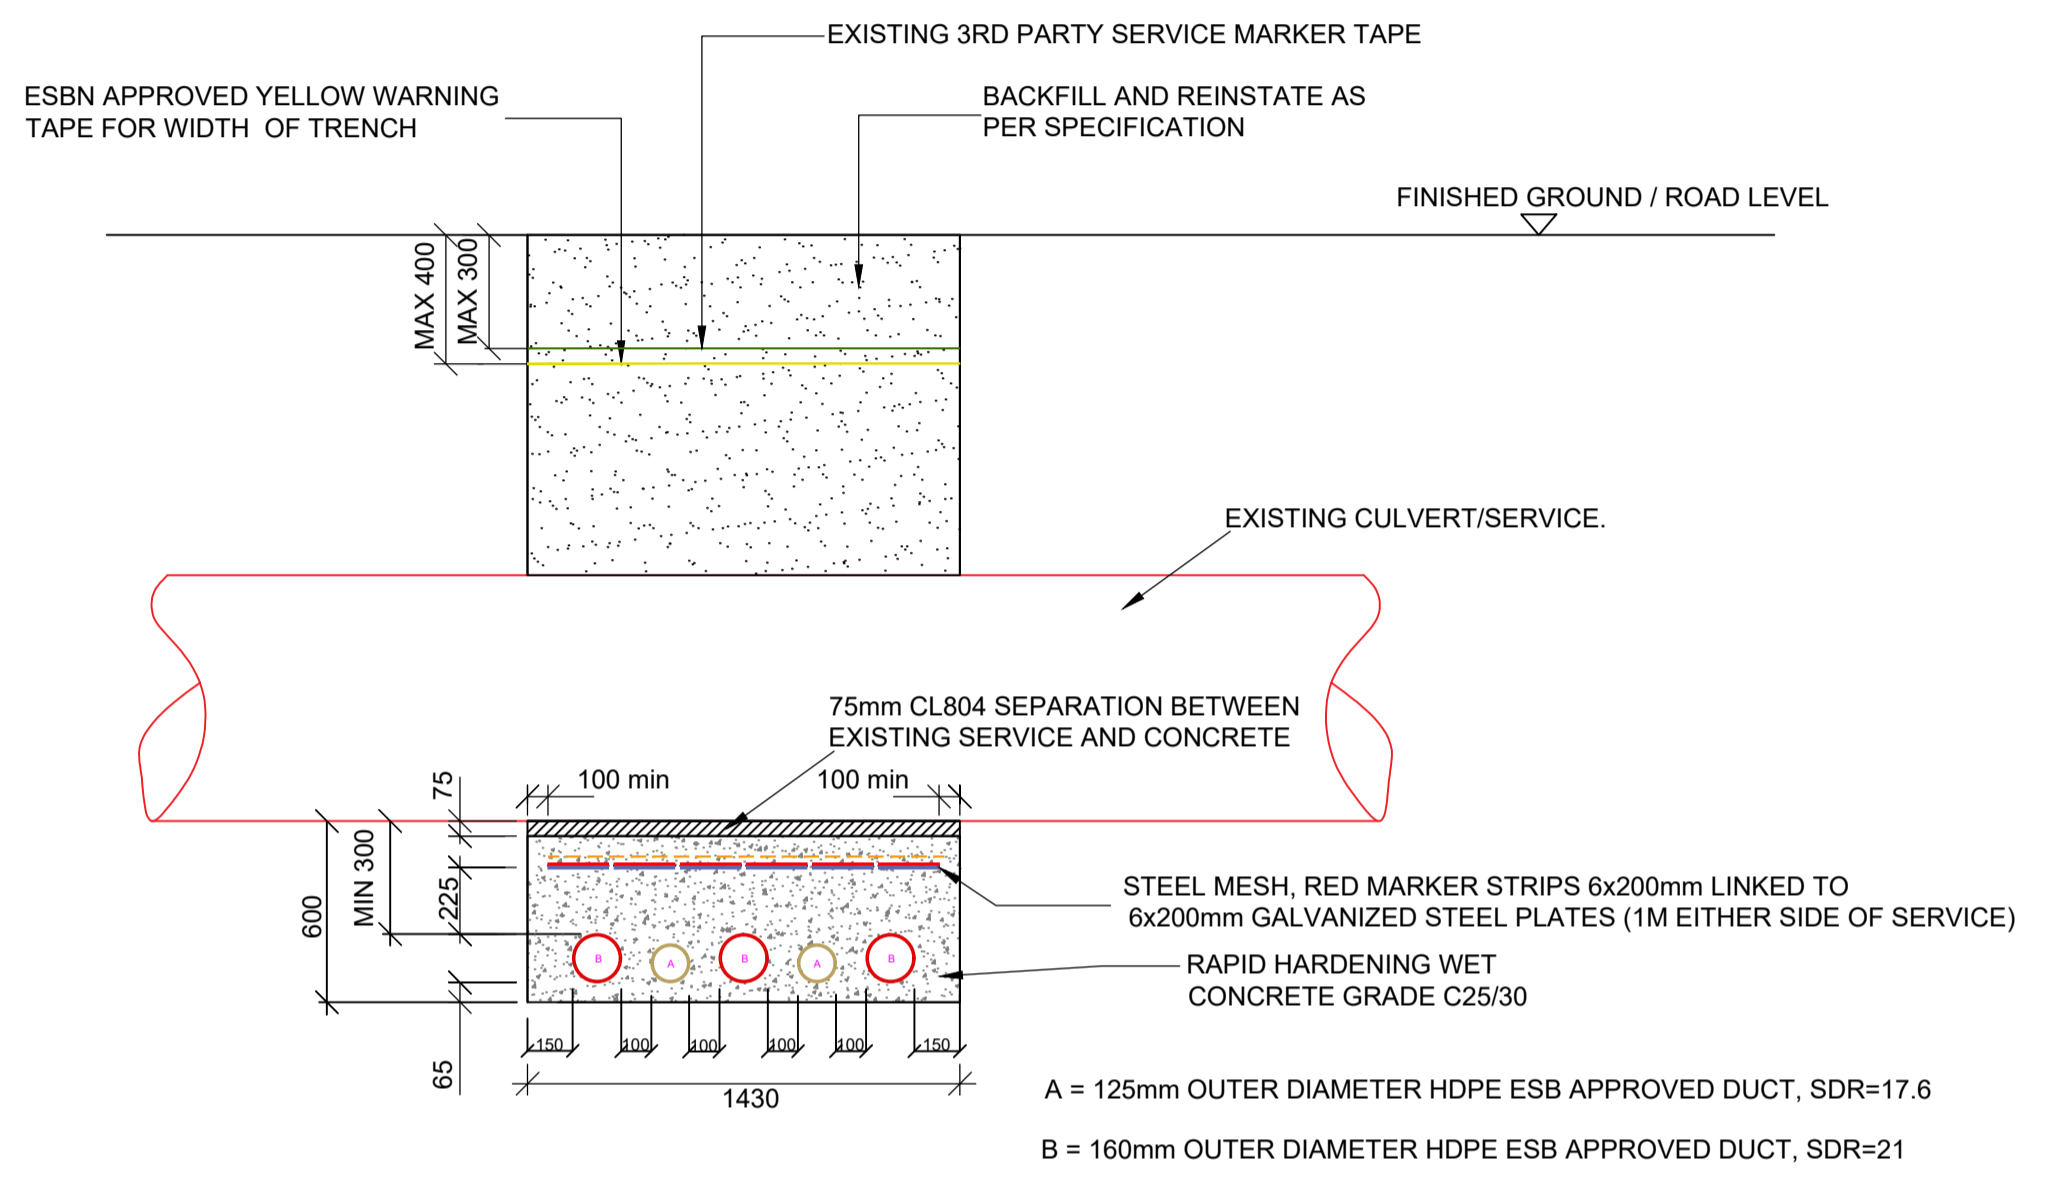 EXISTING 3RD PARTY SERVICE MARKER TAPE
ESBN APPROVED YELLOW WARNING
TAPE FOR WIDTH OF TRENCH
BACKFILL AND REINSTATE AS
PER SPECIFICATION
FINISHED GROUND / ROAD LEVEL
MAX 400
MAX 300
EXISTING CULVERT/SERVICE.
75mm CL804 SEPARATION BETWEEN
EXISTING SERVICE AND CONCRETE
75
100 min
100 min
600
MIN 300
225
65
STEEL MESH, RED MARKER STRIPS 6x200mm LINKED TO
6x200mm GALVANIZED STEEL PLATES (1M EITHER SIDE OF SERVICE)
B
A
B
A
B
RAPID HARDENING WET
CONCRETE GRADE C25/30
150
100
100
100
100
150
1430
A = 125mm OUTER DIAMETER HDPE ESB APPROVED DUCT, SDR=17.6
B = 160mm OUTER DIAMETER HDPE ESB APPROVED DUCT, SDR=21